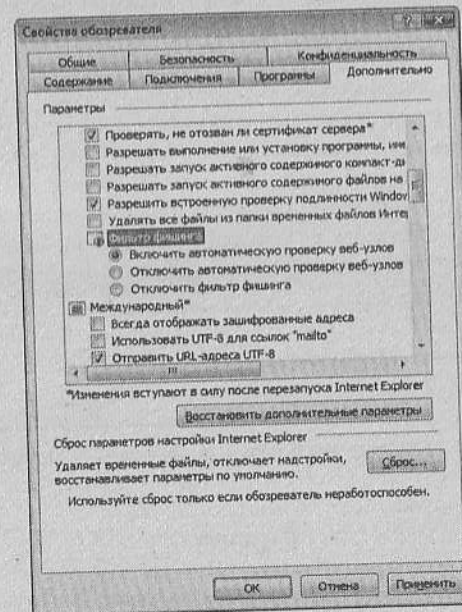 Свойства обозревателя
Общие Безопасность Конфиденциальность
Содержание Подключения Программы Дополнительно
Параметры
Проверять, не отозван ли сертификат сервера*
Разрешать выполнение или установку программы, име
Разрешать запуск активного содержимого компакт-ди
Разрешать запуск активного содержимого файлов на
Разрешить встроенную проверку подлинности Window
Удалять все файлы из папки временных файлов Интер
Фильтр фишинга
Включить автоматическую проверку веб-узлов
Отключить автоматическую проверку веб-узлов
Отключить фильтр фишинга
Международный*
Всегда отображать зашифрованные адреса
Использовать UTF-8 для ссылок "mailto"
Отправить URL-адреса UTF-8
*Изменения вступают в силу после перезапуска Internet Explorer
Восстановить дополнительные параметры
Сброс параметров настройки Internet Explorer
Удаляет временные файлы, отключает надстройки,
восстанавливает параметры по умолчанию.
Сброс...
Используйте сброс только если обозреватель неработоспособен.
ОК Отмена Применить